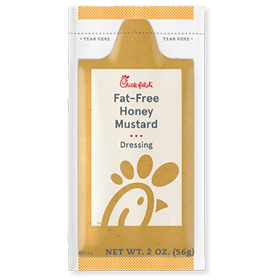 TEAR HERE TEAR HERE
Chick-fil-A
Fat-Free
Honey
Mustard
Dressing
NET WT. 2 OZ. (56g)